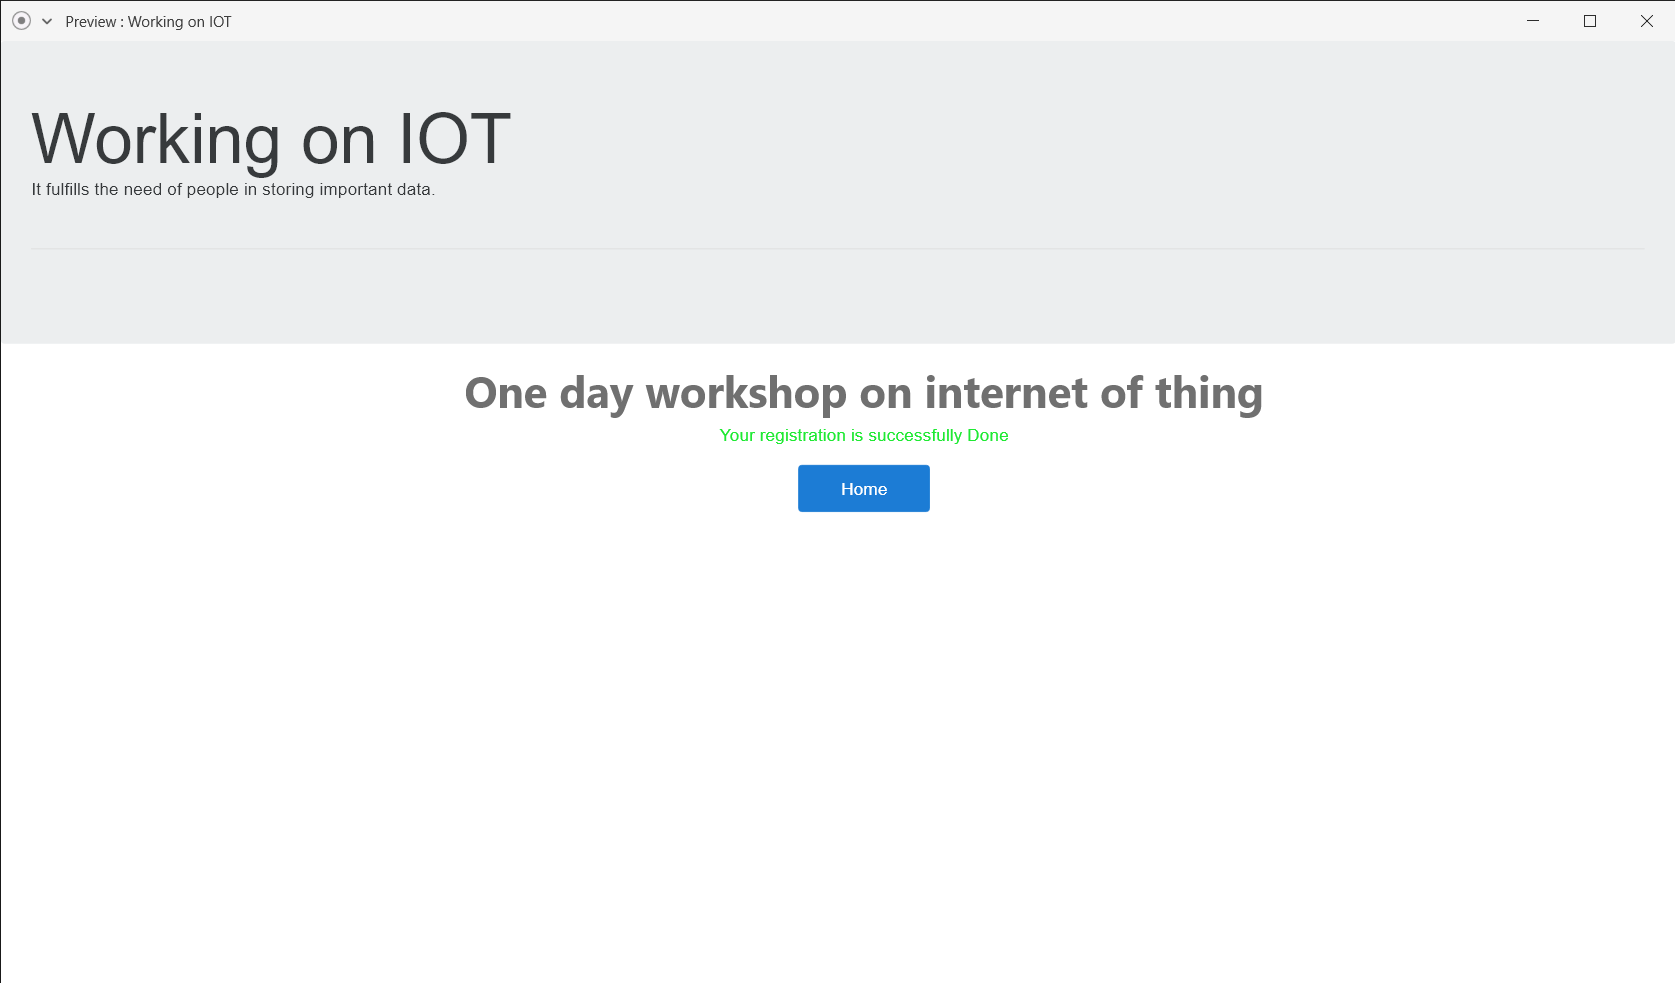 Preview : Working on IOT
Working on IOT
It fulfills the need of people in storing important data.
One day workshop on internet of thing
Your registration is successfully Done
Home